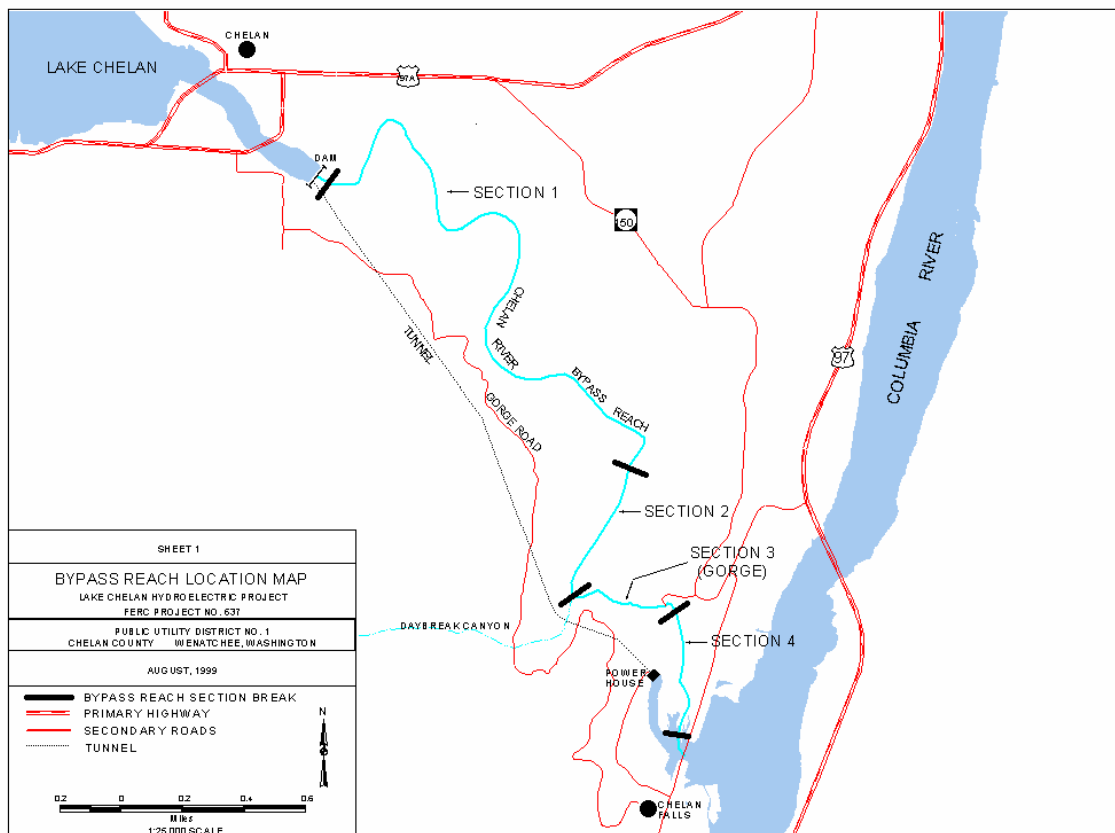 CHELAN
LAKE CHELAN
97A
DAM
SECTION 1
150
COLUMBIA RIVER
CHELAN RIVER BYPASS REACH
TUNNEL
97
GORGE ROAD
SECTION 2
SECTION 3
(GORGE)
DAYBREAK CANYON
SECTION 4
POWER
HOUSE
CHELAN
FALLS
SHEET 1
BYPASS REACH LOCATION MAP
LAKE CHELAN HYDROELECTRIC PROJECT
FERC PROJECT NO. 637
PUBLIC UTILITY DISTRICT NO. 1
CHELAN COUNTY WENATCHEE, WASHINGTON
AUGUST, 1999
BYPASS REACH SECTION BREAK
PRIMARY HIGHWAY
SECONDARY ROADS
TUNNEL
N
0.2 0 0.2 0.4 0.6
Miles
1:25,000 SCALE